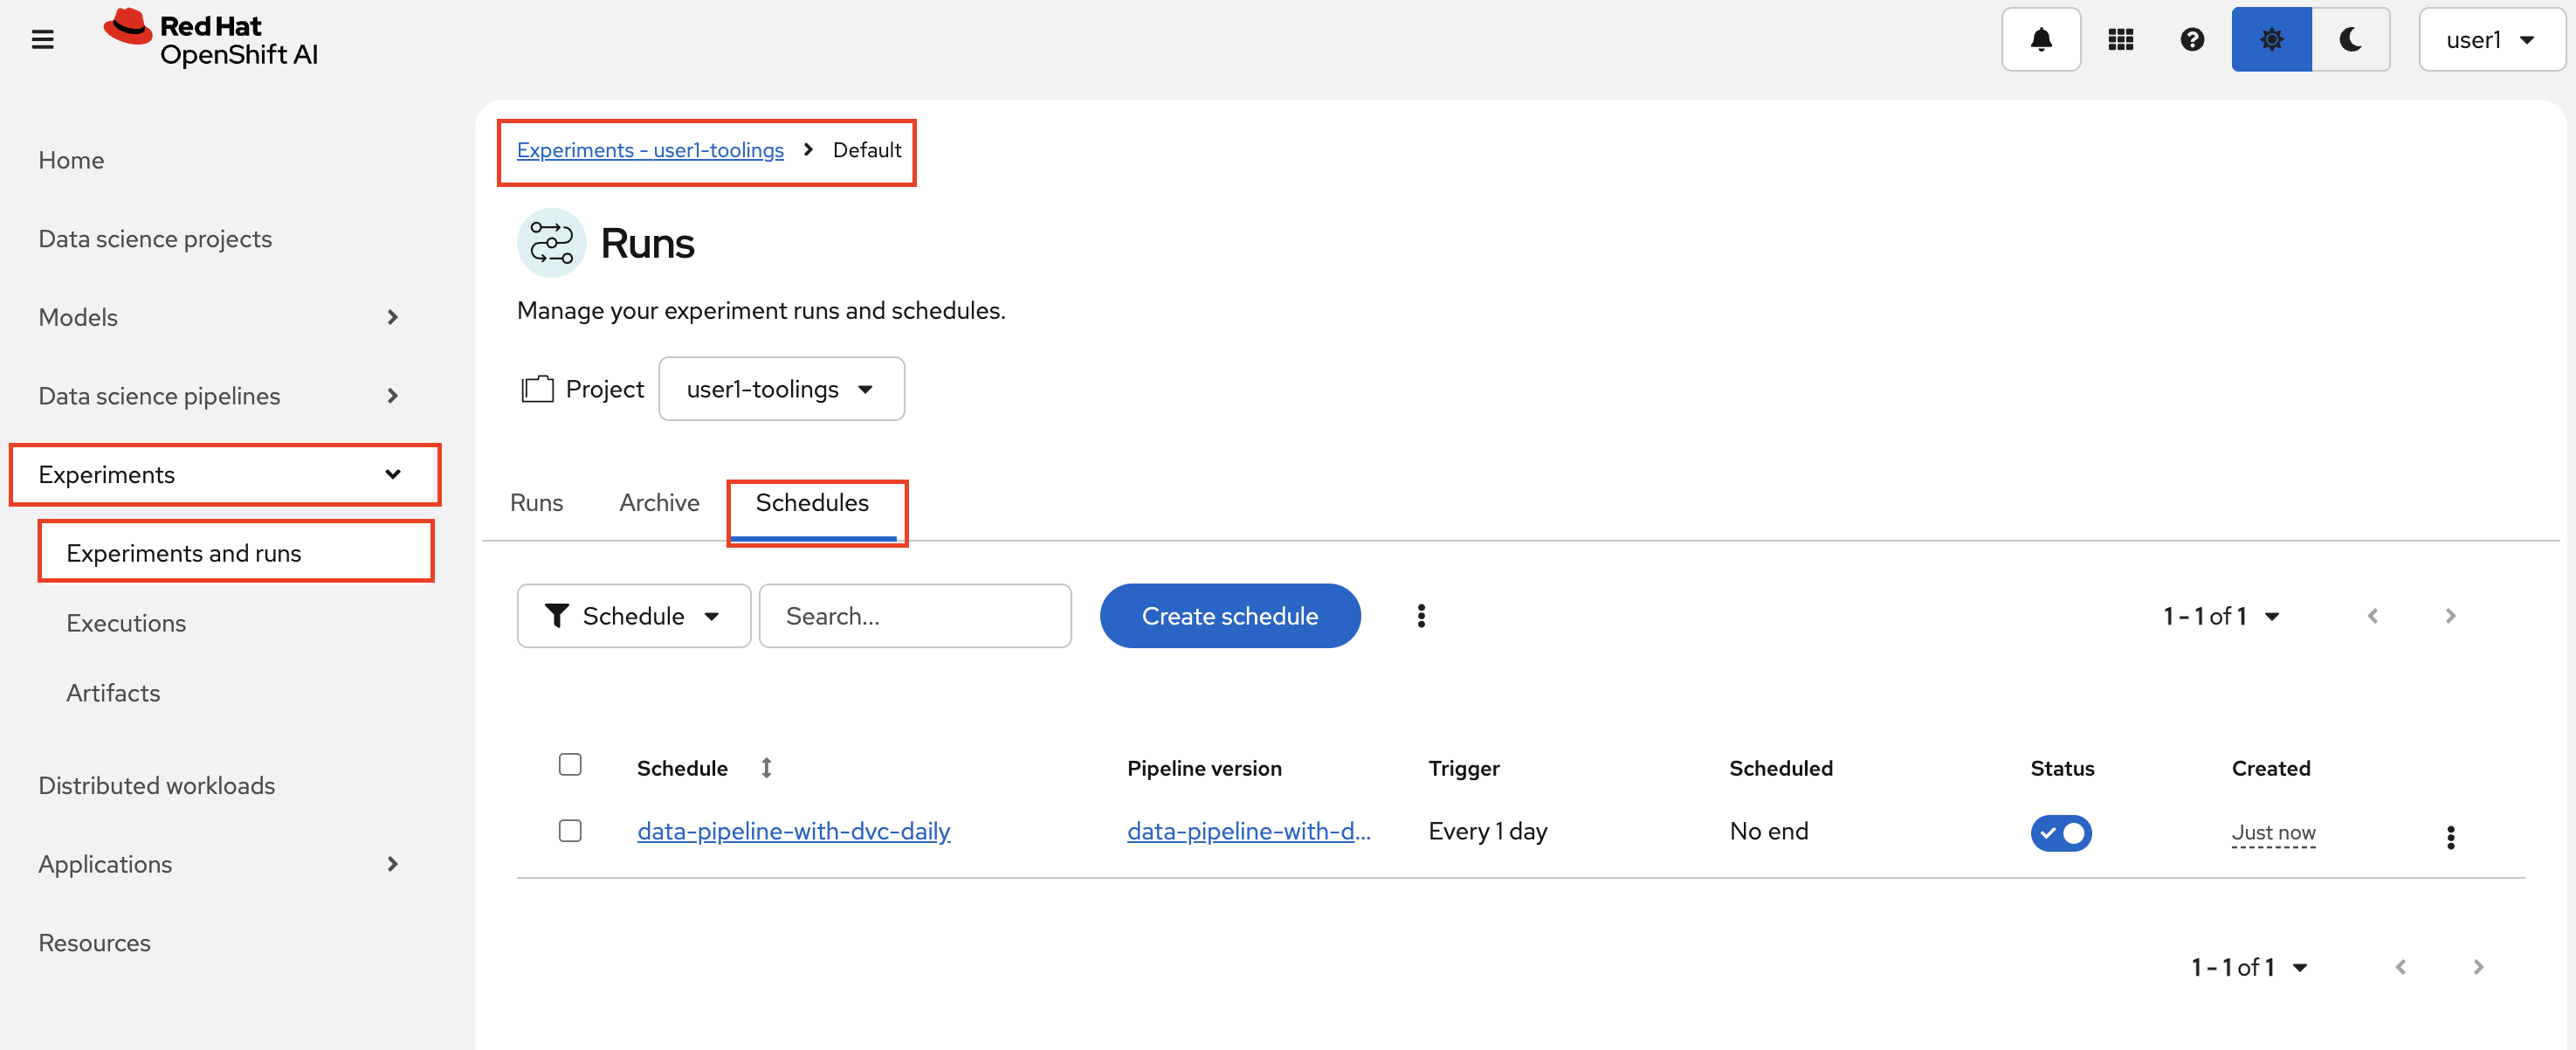 Red Hat
OpenShift AI
user1
Home
Data science projects
Models
Data science pipelines
Experiments
Experiments and runs
Executions
Artifacts
Distributed workloads
Applications
Resources
Experiments - user1-toolings > Default
Runs
Manage your experiment runs and schedules.
Project user1-toolings
Runs Archive Schedules
Schedule Search... Create schedule 1 - 1 of 1
Schedule Pipeline version Trigger Scheduled Status Created
data-pipeline-with-dvc-daily data-pipeline-with-d... Every 1 day No end Just now
1 - 1 of 1